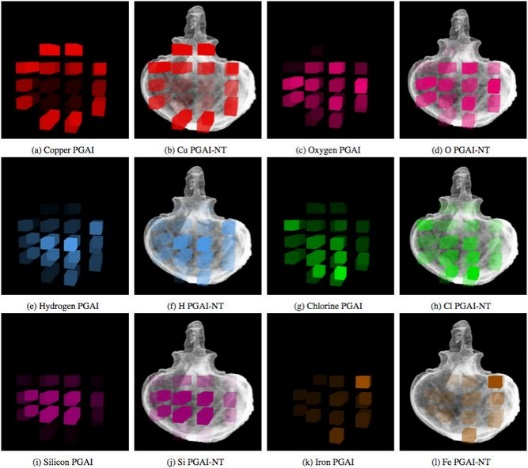 (a) Copper PGAI
(b) Cu PGAI-NT
(c) Oxygen PGAI
(d) O PGAI-NT
(e) Hydrogen PGAI
(f) H PGAI-NT
(g) Chlorine PGAI
(h) Cl PGAI-NT
(i) Silicon PGAI
(j) Si PGAI-NT
(k) Iron PGAI
(l) Fe PGAI-NT